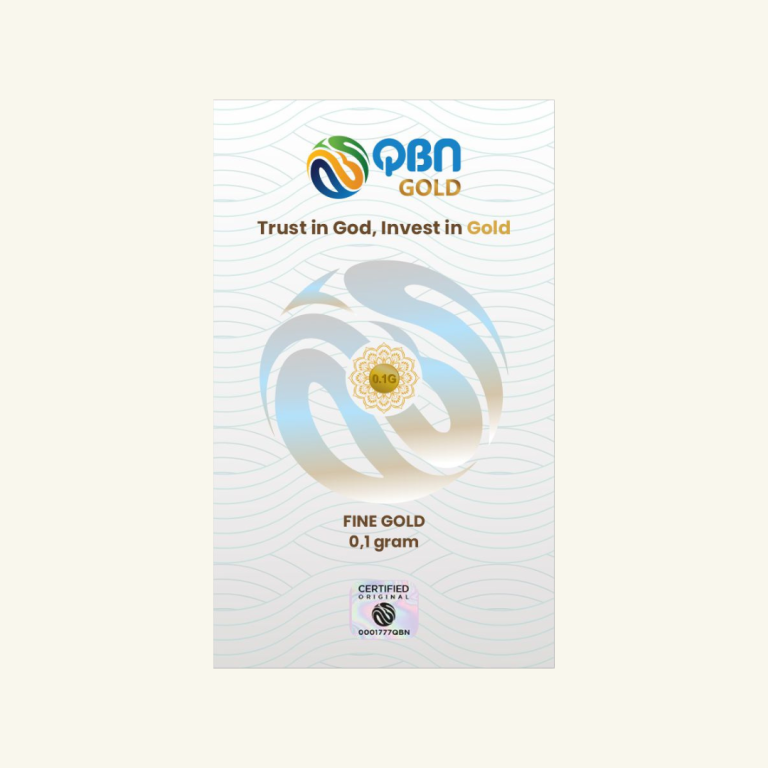 QBN
GOLD
Trust in God, Invest in Gold
0.1G
FINE GOLD
0,1 gram
CERTIFIED
ORIGINAL
0001777QBN